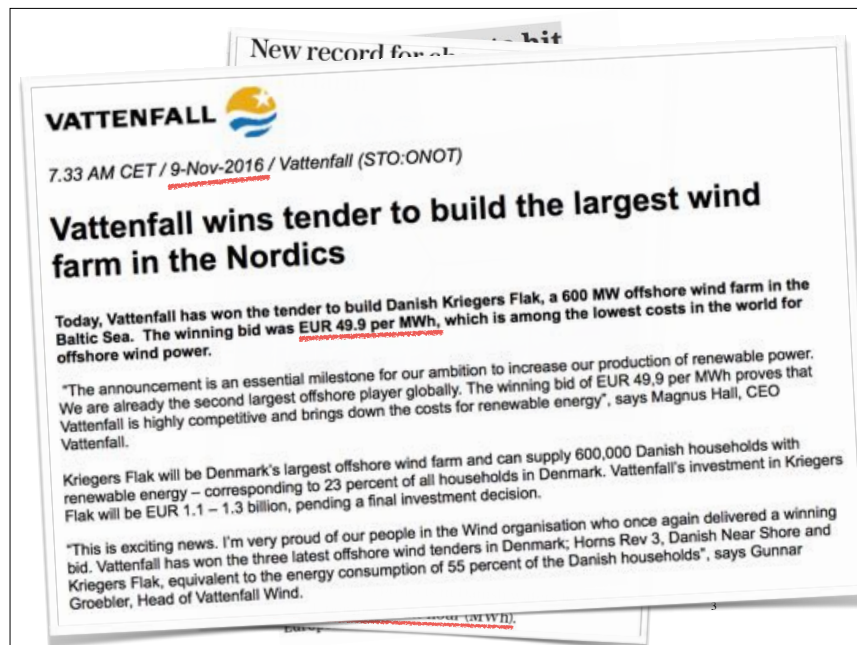 New record for
hit
VATTENFALL
7.33 AM CET / 9-Nov-2016 / Vattenfall (STO:ONOT)
Vattenfall wins tender to build the largest wind
farm in the Nordics
Today, Vattenfall has won the tender to build Danish Kriegers Flak, a 600 MW offshore wind farm in the
Baltic Sea. The winning bid was EUR 49.9 per MWh, which is among the lowest costs in the world for
offshore wind power.
"The announcement is an essential milestone for our ambition to increase our production of renewable power.
We are already the second largest offshore player globally. The winning bid of EUR 49,9 per MWh proves that
Vattenfall is highly competitive and brings down the costs for renewable energy", says Magnus Hall, CEO
Vattenfall.
Kriegers Flak will be Denmark's largest offshore wind farm and can supply 600,000 Danish households with
renewable energy – corresponding to 23 percent of all households in Denmark. Vattenfall's investment in Kriegers
Flak will be EUR 1.1 – 1.3 billion, pending a final investment decision.
"This is exciting news. I'm very proud of our people in the Wind organisation who once again delivered a winning
bid. Vattenfall has won the three latest offshore wind tenders in Denmark; Horns Rev 3, Danish Near Shore and
Kriegers Flak, equivalent to the energy consumption of 55 percent of the Danish households", says Gunnar
Groebler, Head of Vattenfall Wind.
3
(MWh).